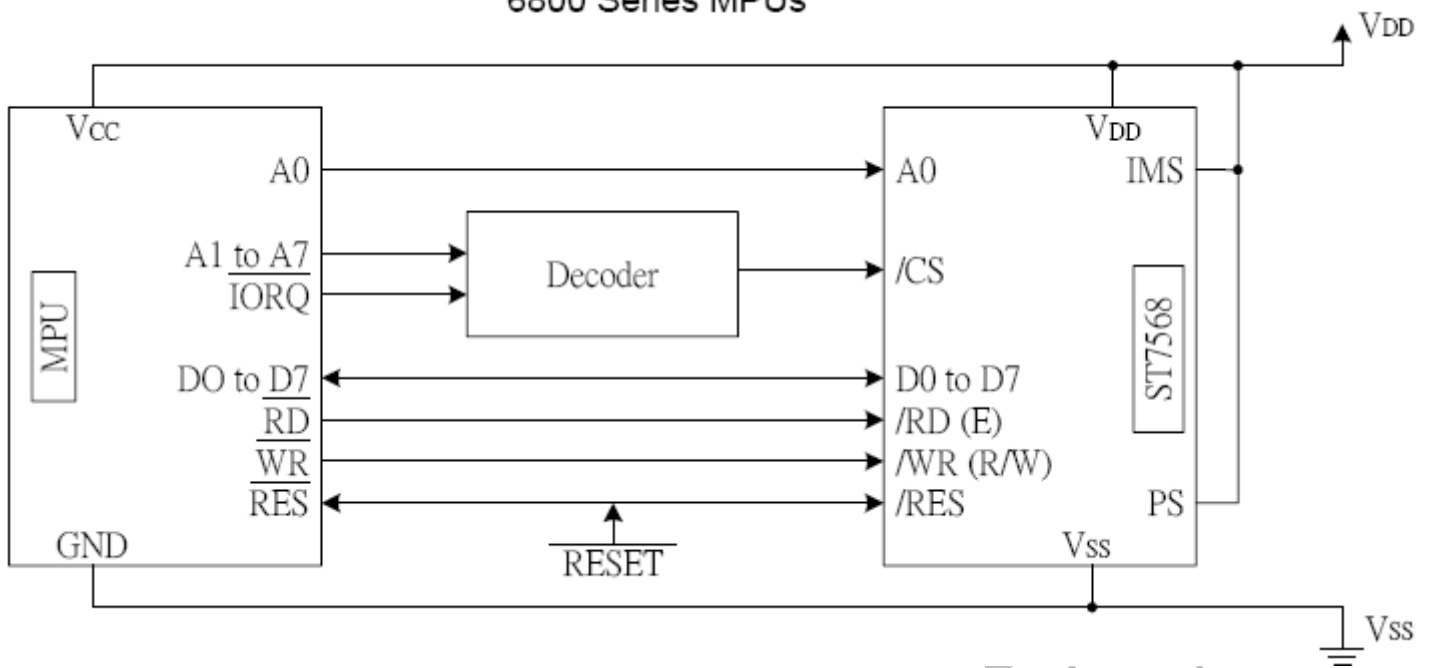 6800 Series MPUs
VDD
Vcc
VDD
A0
A0
IMS
A1 to A7
IORQ
Decoder
/CS
MPU
ST7568
DO to D7
D0 to D7
RD
/RD (E)
WR
/WR (R/W)
RES
/RES
PS
GND
RESET
Vss
Vss